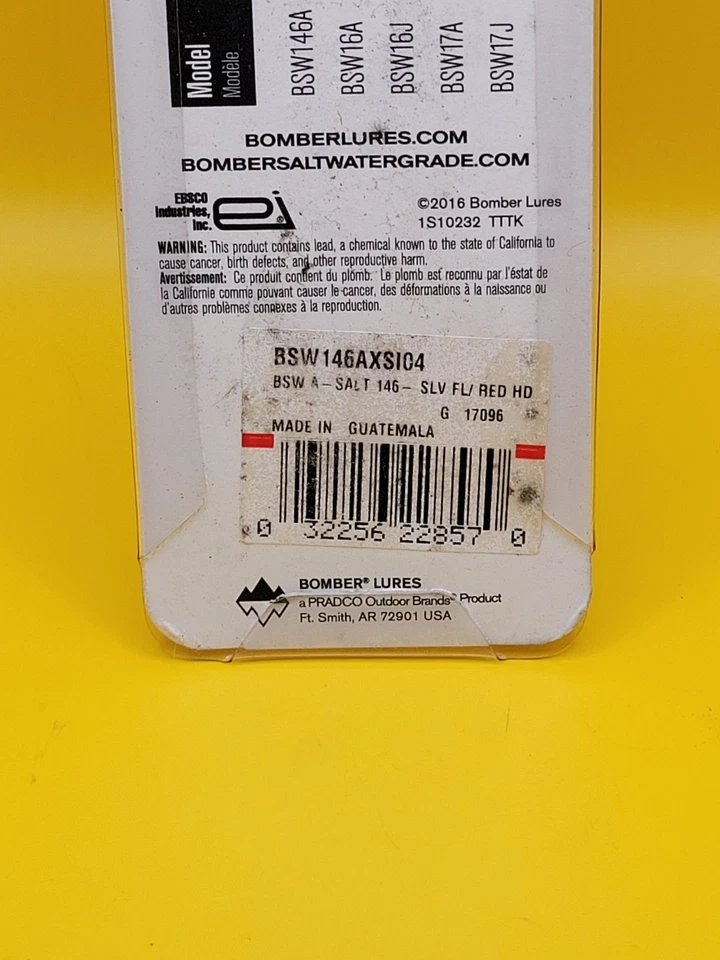 Model
Modèle
BSW146A
BSW16A
BSW16J
BSW17A
BSW17J
BOMBERLURES.COM
BOMBERSALTWATERGRADE.COM
EBSCO
Industries,
Inc.
ei®
©2016 Bomber Lures
1S10232 TTTK
WARNING: This product contains lead, a chemical known to the state of California to
cause cancer, birth defects, and other reproductive harm.
Avertissement: Ce produit contient du plomb. Le plomb est reconnu par l'éstat de
la Californie comme pouvant causer le cancer, des déformations à la naissance ou
d'autres problèmes connexes à la reproduction.
BSW146AXSI04
BSW A-SALT 146- SLV FL/ RED HD
G 17096
MADE IN GUATEMALA
0 32256 22857 0
BOMBER® LURES
a PRADCO Outdoor Brands® Product
Ft. Smith, AR 72901 USA